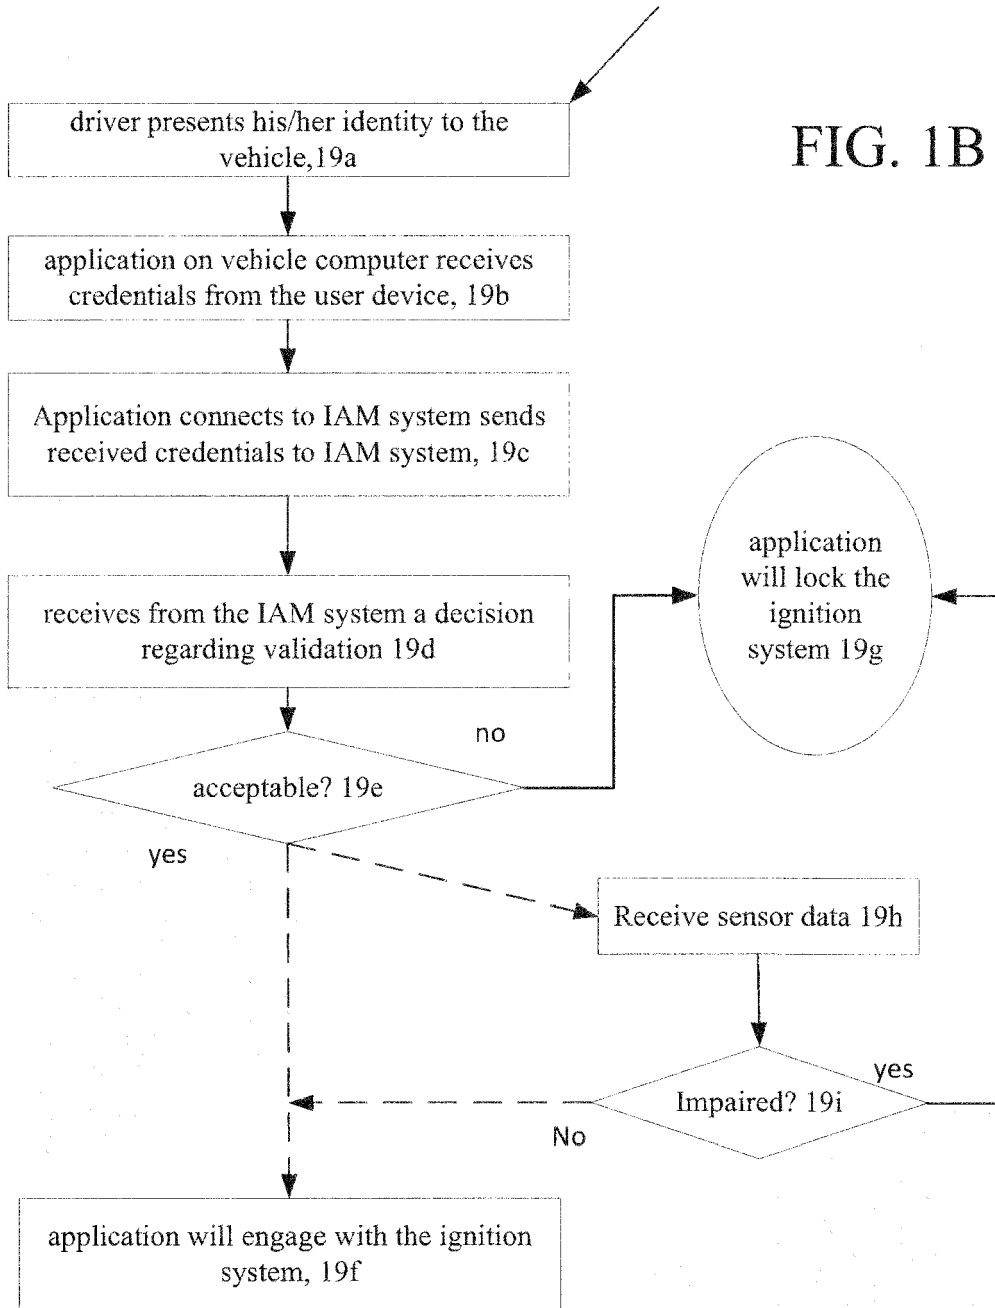 driver presents his/her identity to the
vehicle,19a
FIG. 1B
application on vehicle computer receives
credentials from the user device, 19b
Application connects to IAM system sends
received credentials to IAM system, 19c
application
will lock the
ignition
system 19g
receives from the IAM system a decision
regarding validation 19d
no
acceptable? 19e
yes
Receive sensor data 19h
yes
Impaired? 19i
No
application will engage with the ignition
system, 19f